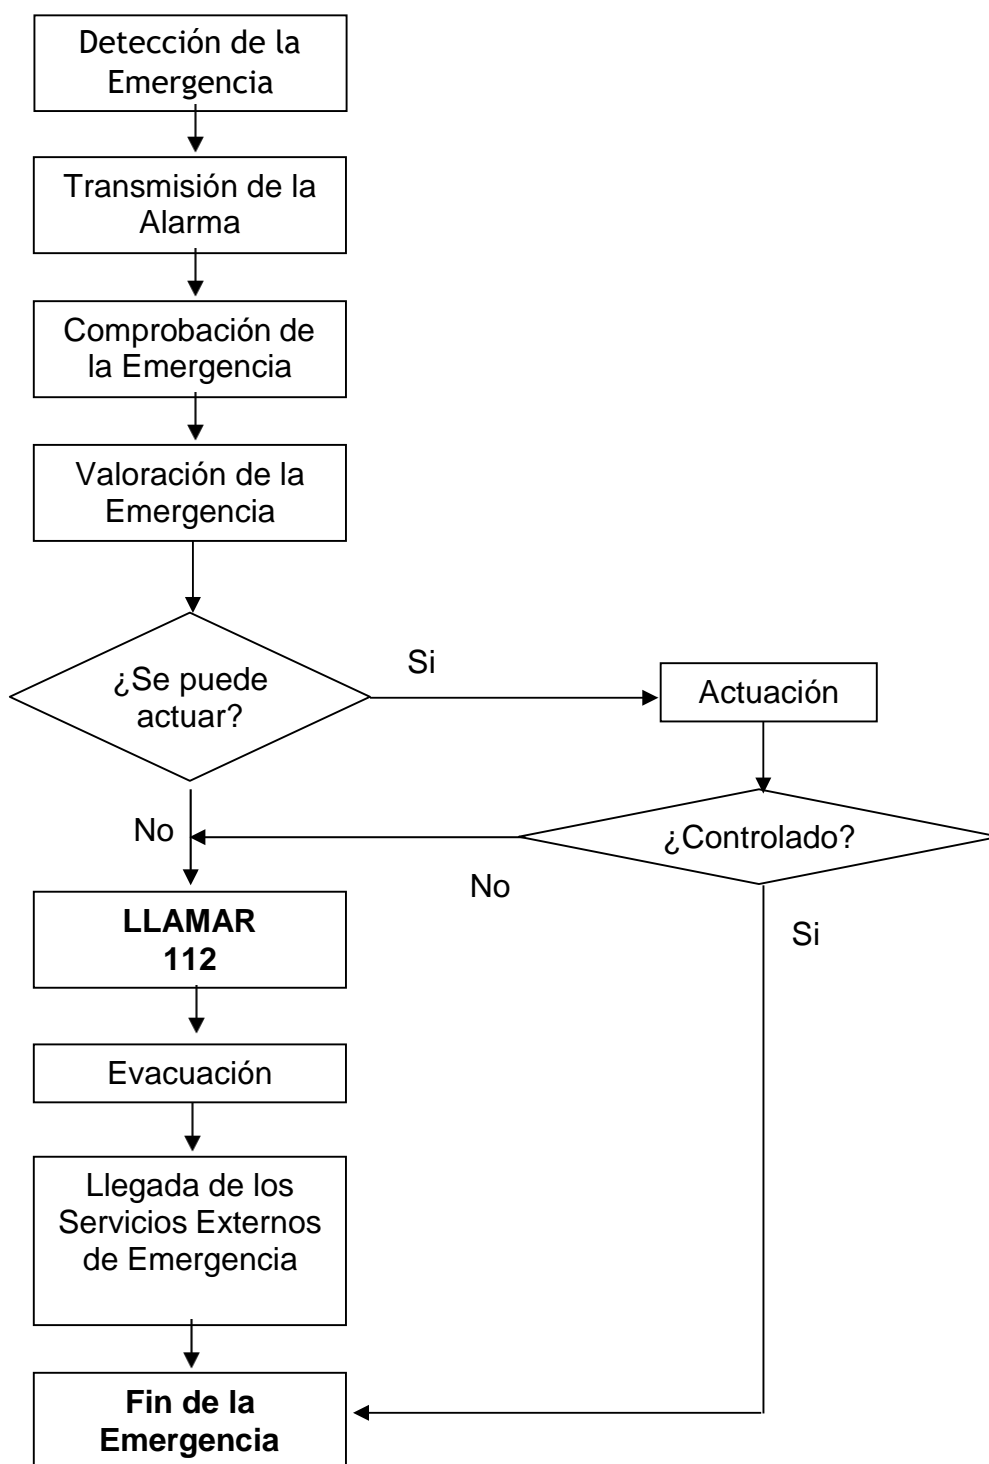 Detección de la
Emergencia
Transmisión de la
Alarma
Comprobación de
la Emergencia
Valoración de la
Emergencia
¿Se puede
actuar?
Si
Actuación
No
¿Controlado?
No
Si
LLAMAR
112
Evacuación
Llegada de los
Servicios Externos
de Emergencia
Fin de la
Emergencia